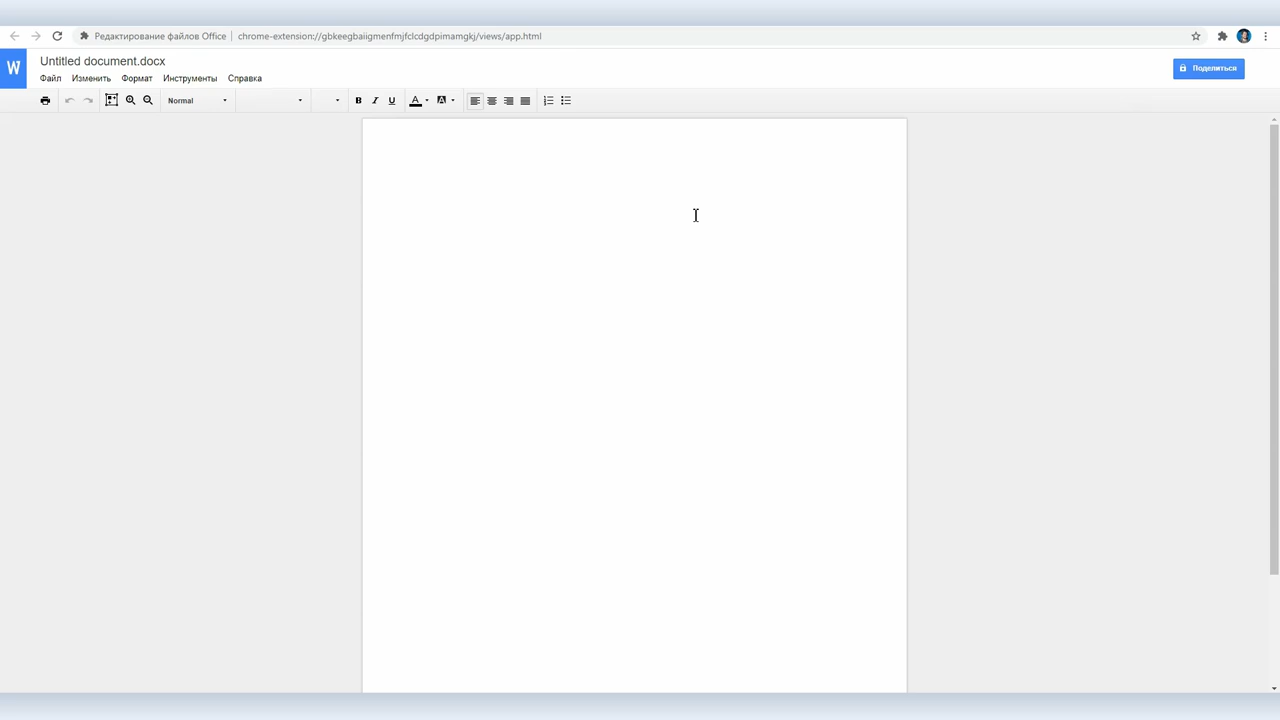 Редактирование файлов Office | chrome-extension://gbkeegbaiigmenfmjfclcdgdpimamgkj/views/app.html
W
Untitled document.docx
Файл Изменить Формат Инструменты Справка
Поделиться
Normal B I U A A